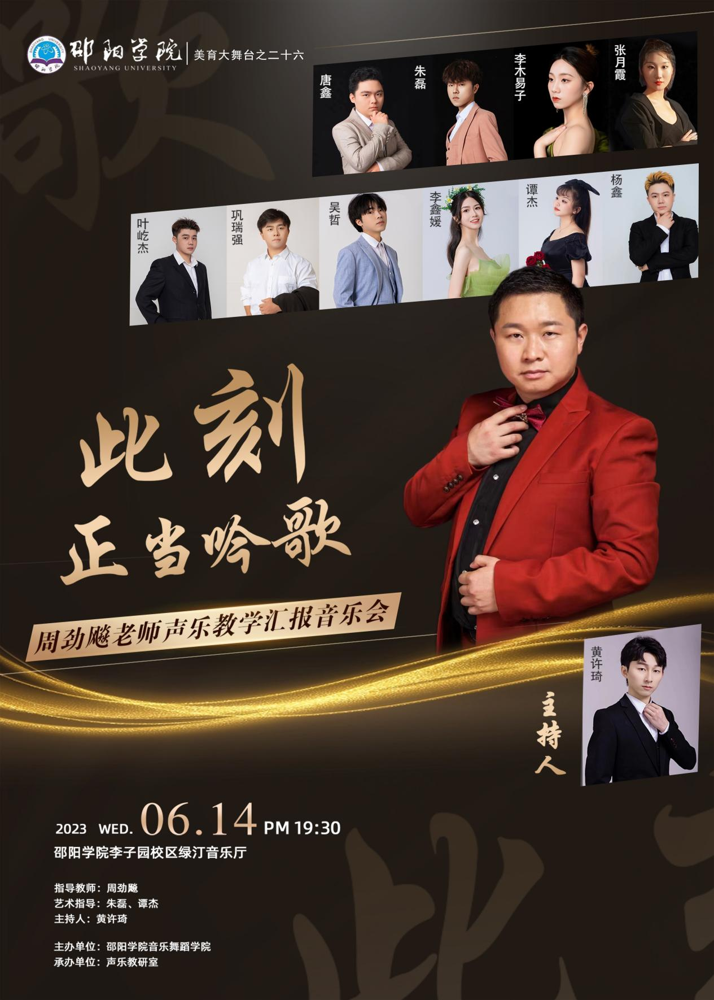 邵阳学院
SHAOYANG UNIVERSITY
美育大舞台之二十六
唐鑫
朱磊
李木易子
张月霞
叶屹杰
巩瑞强
吴哲
李鑫媛
谭杰
杨鑫
此刻
正当吟歌
周劲飚老师声乐教学汇报音乐会
黄许琦
主持人
2023 WED. 06.14 PM 19:30
邵阳学院李子园校区绿汀音乐厅
指导教师：周劲飚
艺术指导：朱磊、谭杰
主持人：黄许琦
主办单位：邵阳学院音乐舞蹈学院
承办单位：声乐教研室